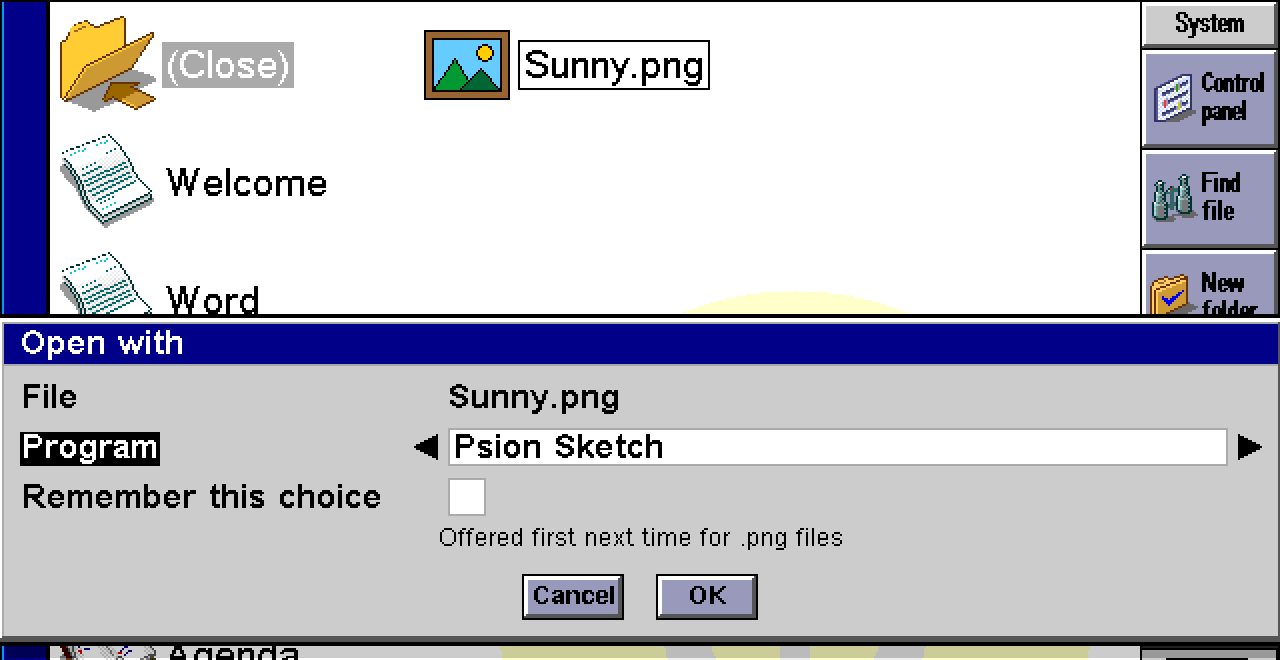 (Close)
Sunny.png
System
Control
panel
Welcome
Find
file
Word
New
folder
Open with
File
Sunny.png
Program
Psion Sketch
Remember this choice
Offered first next time for .png files
Cancel
OK
Agenda